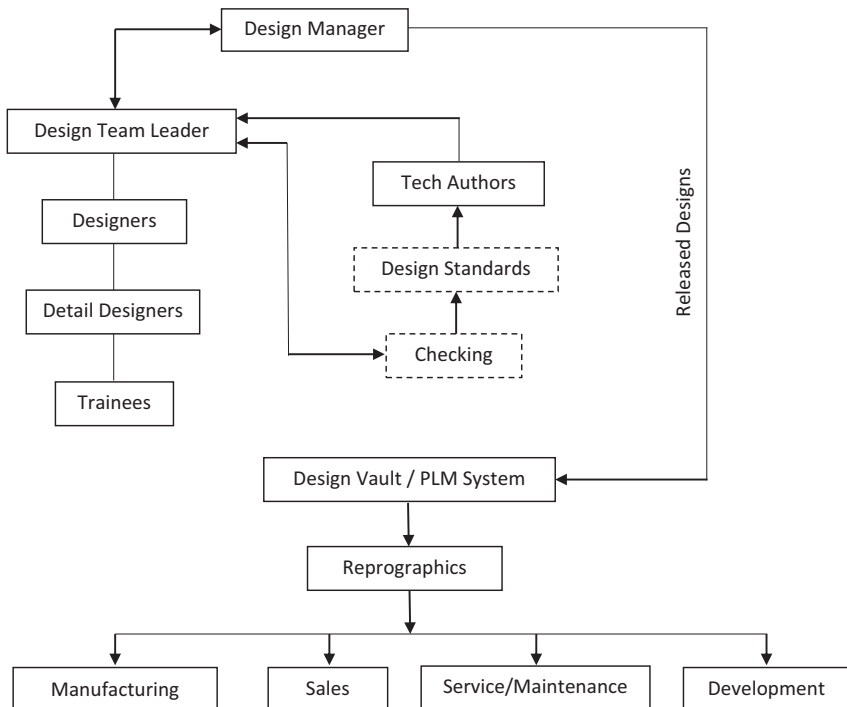 Design Manager
Design Team Leader
Tech Authors
Designers
Design Standards
Released Designs
Detail Designers
Checking
Trainees
Design Vault / PLM System
Reprographics
Manufacturing
Sales
Service/Maintenance
Development